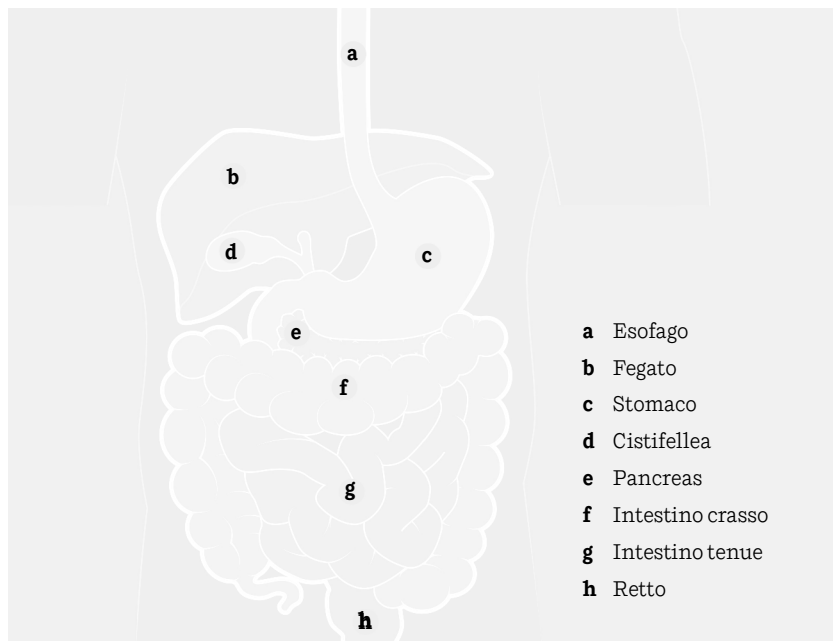 a
b
d
c
e
f
g
h
a Esofago
b Fegato
c Stomaco
d Cistifellea
e Pancreas
f Intestino crasso
g Intestino tenue
h Retto